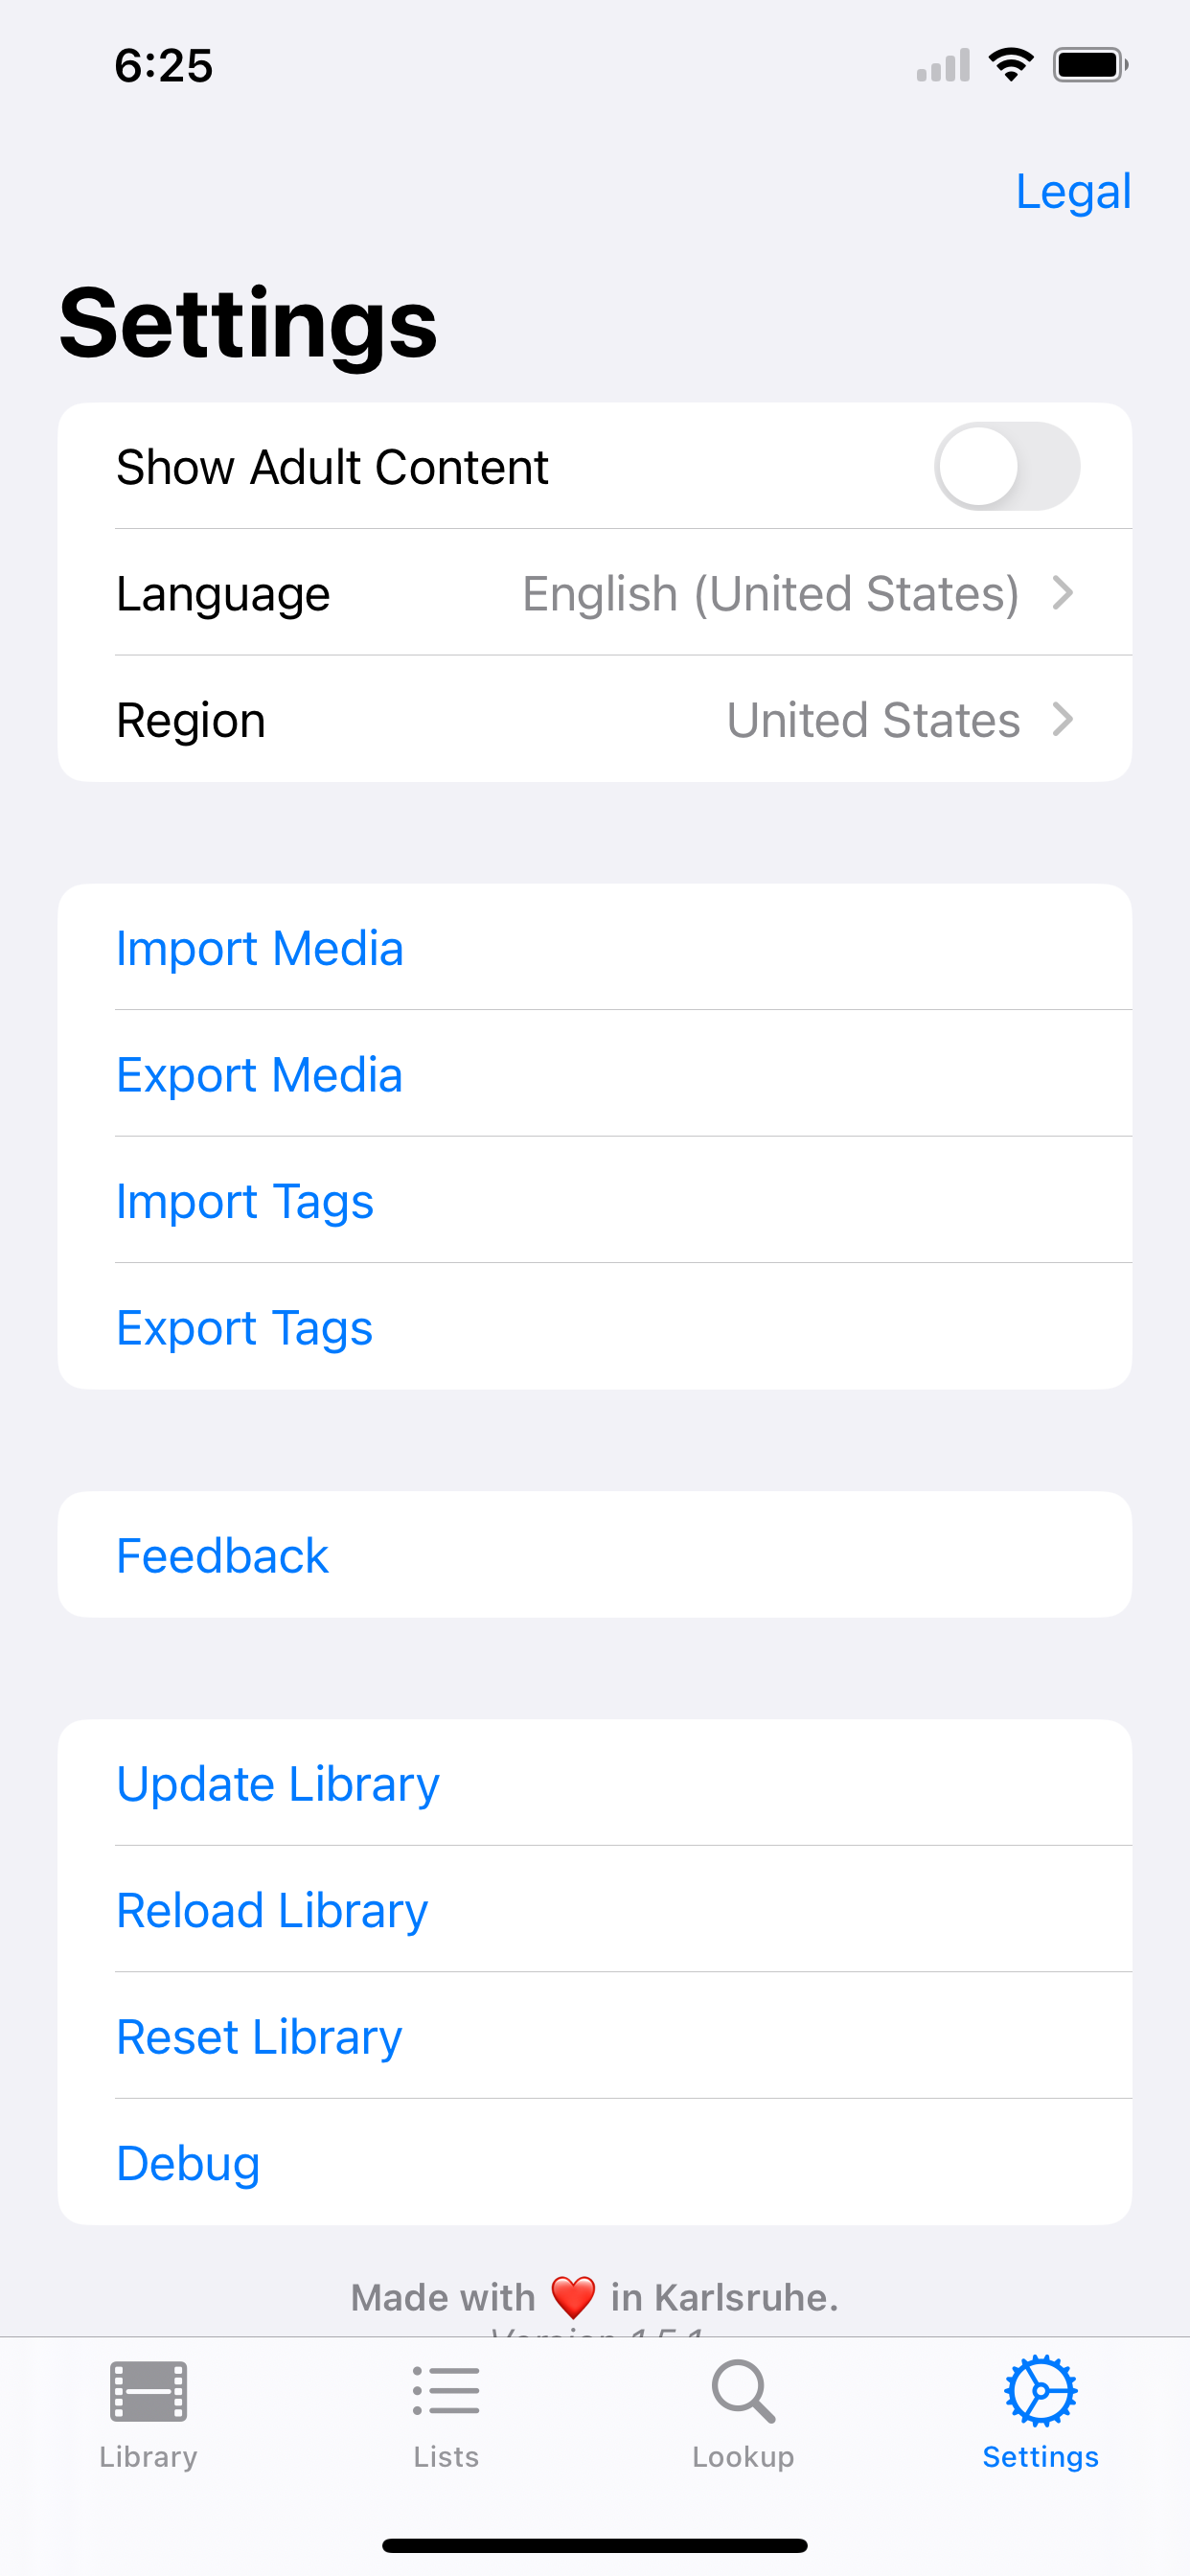 6:25
Legal
Settings
Show Adult Content
Language English (United States)
Region United States
Import Media
Export Media
Import Tags
Export Tags
Feedback
Update Library
Reload Library
Reset Library
Debug
Made with ❤️ in Karlsruhe.
Library Lists Lookup Settings